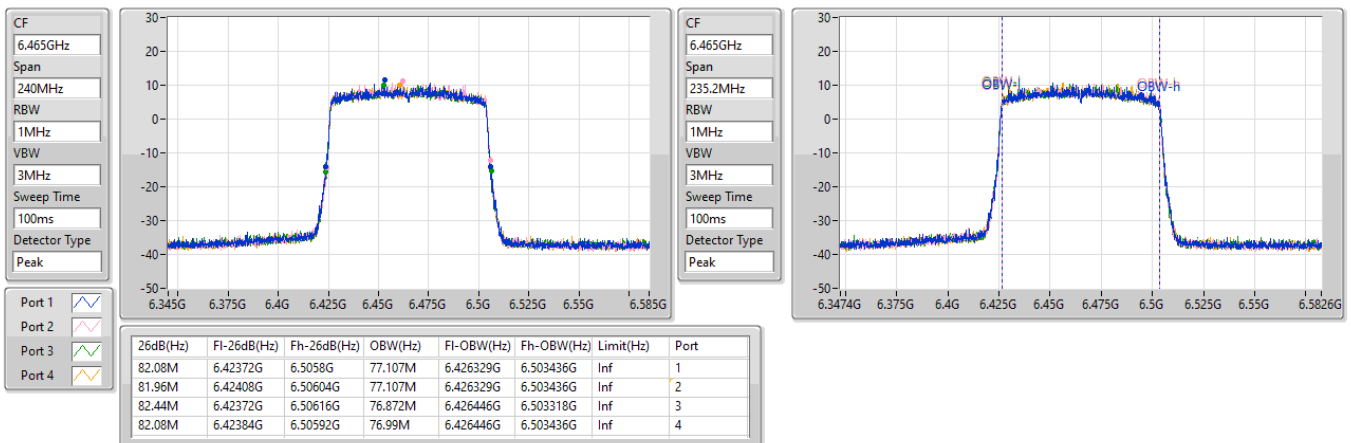 CF
6.465GHz
Span
240MHz
RBW
1MHz
VBW
3MHz
Sweep Time
100ms
Detector Type
Peak
30
20
10
0
-10
-20
-30
-40
-50
6.345G 6.375G 6.4G 6.425G 6.45G 6.475G 6.5G 6.525G 6.55G 6.585G
CF
6.465GHz
Span
235.2MHz
RBW
1MHz
VBW
3MHz
Sweep Time
100ms
Detector Type
Peak
30
20
10
0
-10
-20
-30
-40
-50
OBW-l OBW-h
6.3474G 6.375G 6.4G 6.425G 6.45G 6.475G 6.5G 6.525G 6.55G 6.5826G
Port 1
Port 2
Port 3
Port 4
26dB(Hz) Fl-26dB(Hz) Fh-26dB(Hz) OBW(Hz) Fl-OBW(Hz) Fh-OBW(Hz) Limit(Hz) Port
82.08M 6.42372G 6.5058G 77.107M 6.426329G 6.503436G Inf 1
81.96M 6.42408G 6.50604G 77.107M 6.426329G 6.503436G Inf 2
82.44M 6.42372G 6.50616G 76.872M 6.426446G 6.503318G Inf 3
82.08M 6.42384G 6.50592G 76.99M 6.426446G 6.503436G Inf 4